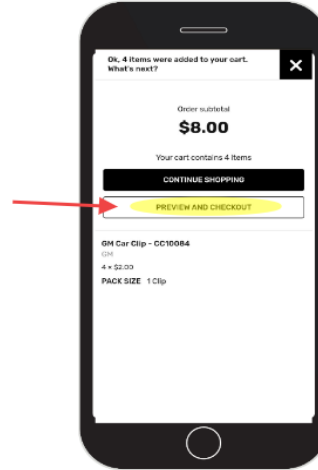 Ok, 4 items were added to your cart.
What's next?
Order subtotal
$8.00
Your cart contains 4 items
CONTINUE SHOPPING
PREVIEW AND CHECKOUT
GM Car Clip - CC10084
GM
4 × $2.00
PACK SIZE 1 Clip